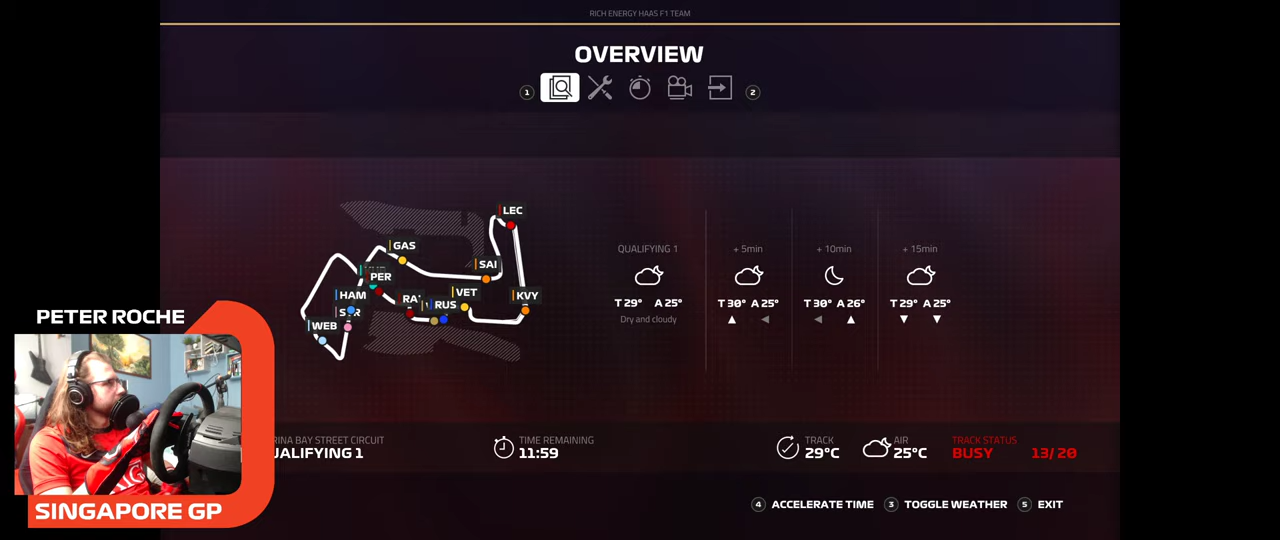 RICH ENERGY HAAS F1 TEAM
OVERVIEW
1
2
LEC
GAS
SAI
PER
HAM
VET
RUS
KVY
WEB
QUALIFYING 1
+ 5min
+ 10min
+ 15min
T 29° A 25°
T 30° A 25°
T 30° A 26°
T 29° A 25°
Dry and cloudy
PETER ROCHE
SINGAPORE GP
RINA BAY STREET CIRCUIT
UALIFYING 1
TIME REMAINING
11:59
TRACK
29°C
AIR
25°C
TRACK STATUS
BUSY 13/20
4 ACCELERATE TIME 3 TOGGLE WEATHER 5 EXIT